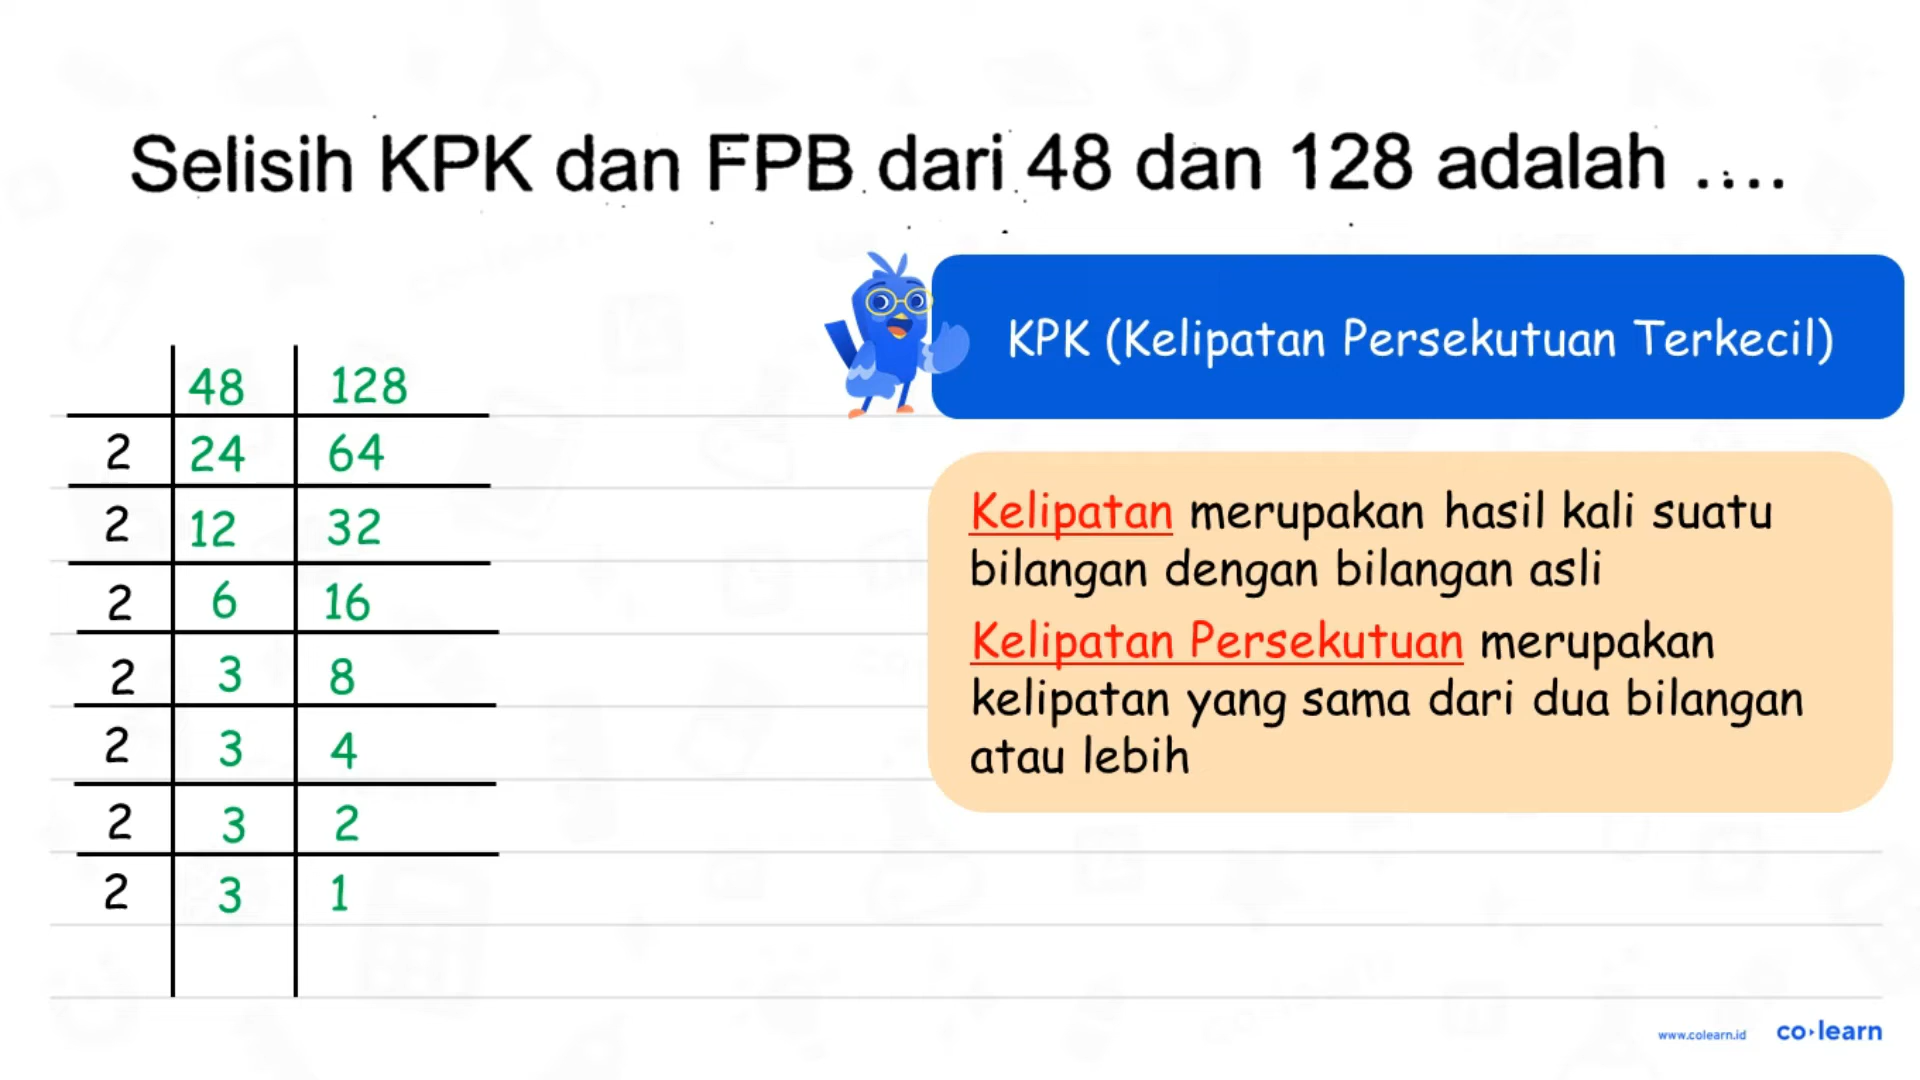 Selisih KPK dan FPB dari 48 dan 128 adalah ....
KPK (Kelipatan Persekutuan Terkecil)
48 128
2 24 64
2 12 32
2 6 16
2 3 8
2 3 4
2 3 2
2 3 1
Kelipatan merupakan hasil kali suatu
bilangan dengan bilangan asli
Kelipatan Persekutuan merupakan
kelipatan yang sama dari dua bilangan
atau lebih
www.colearn.id co·learn